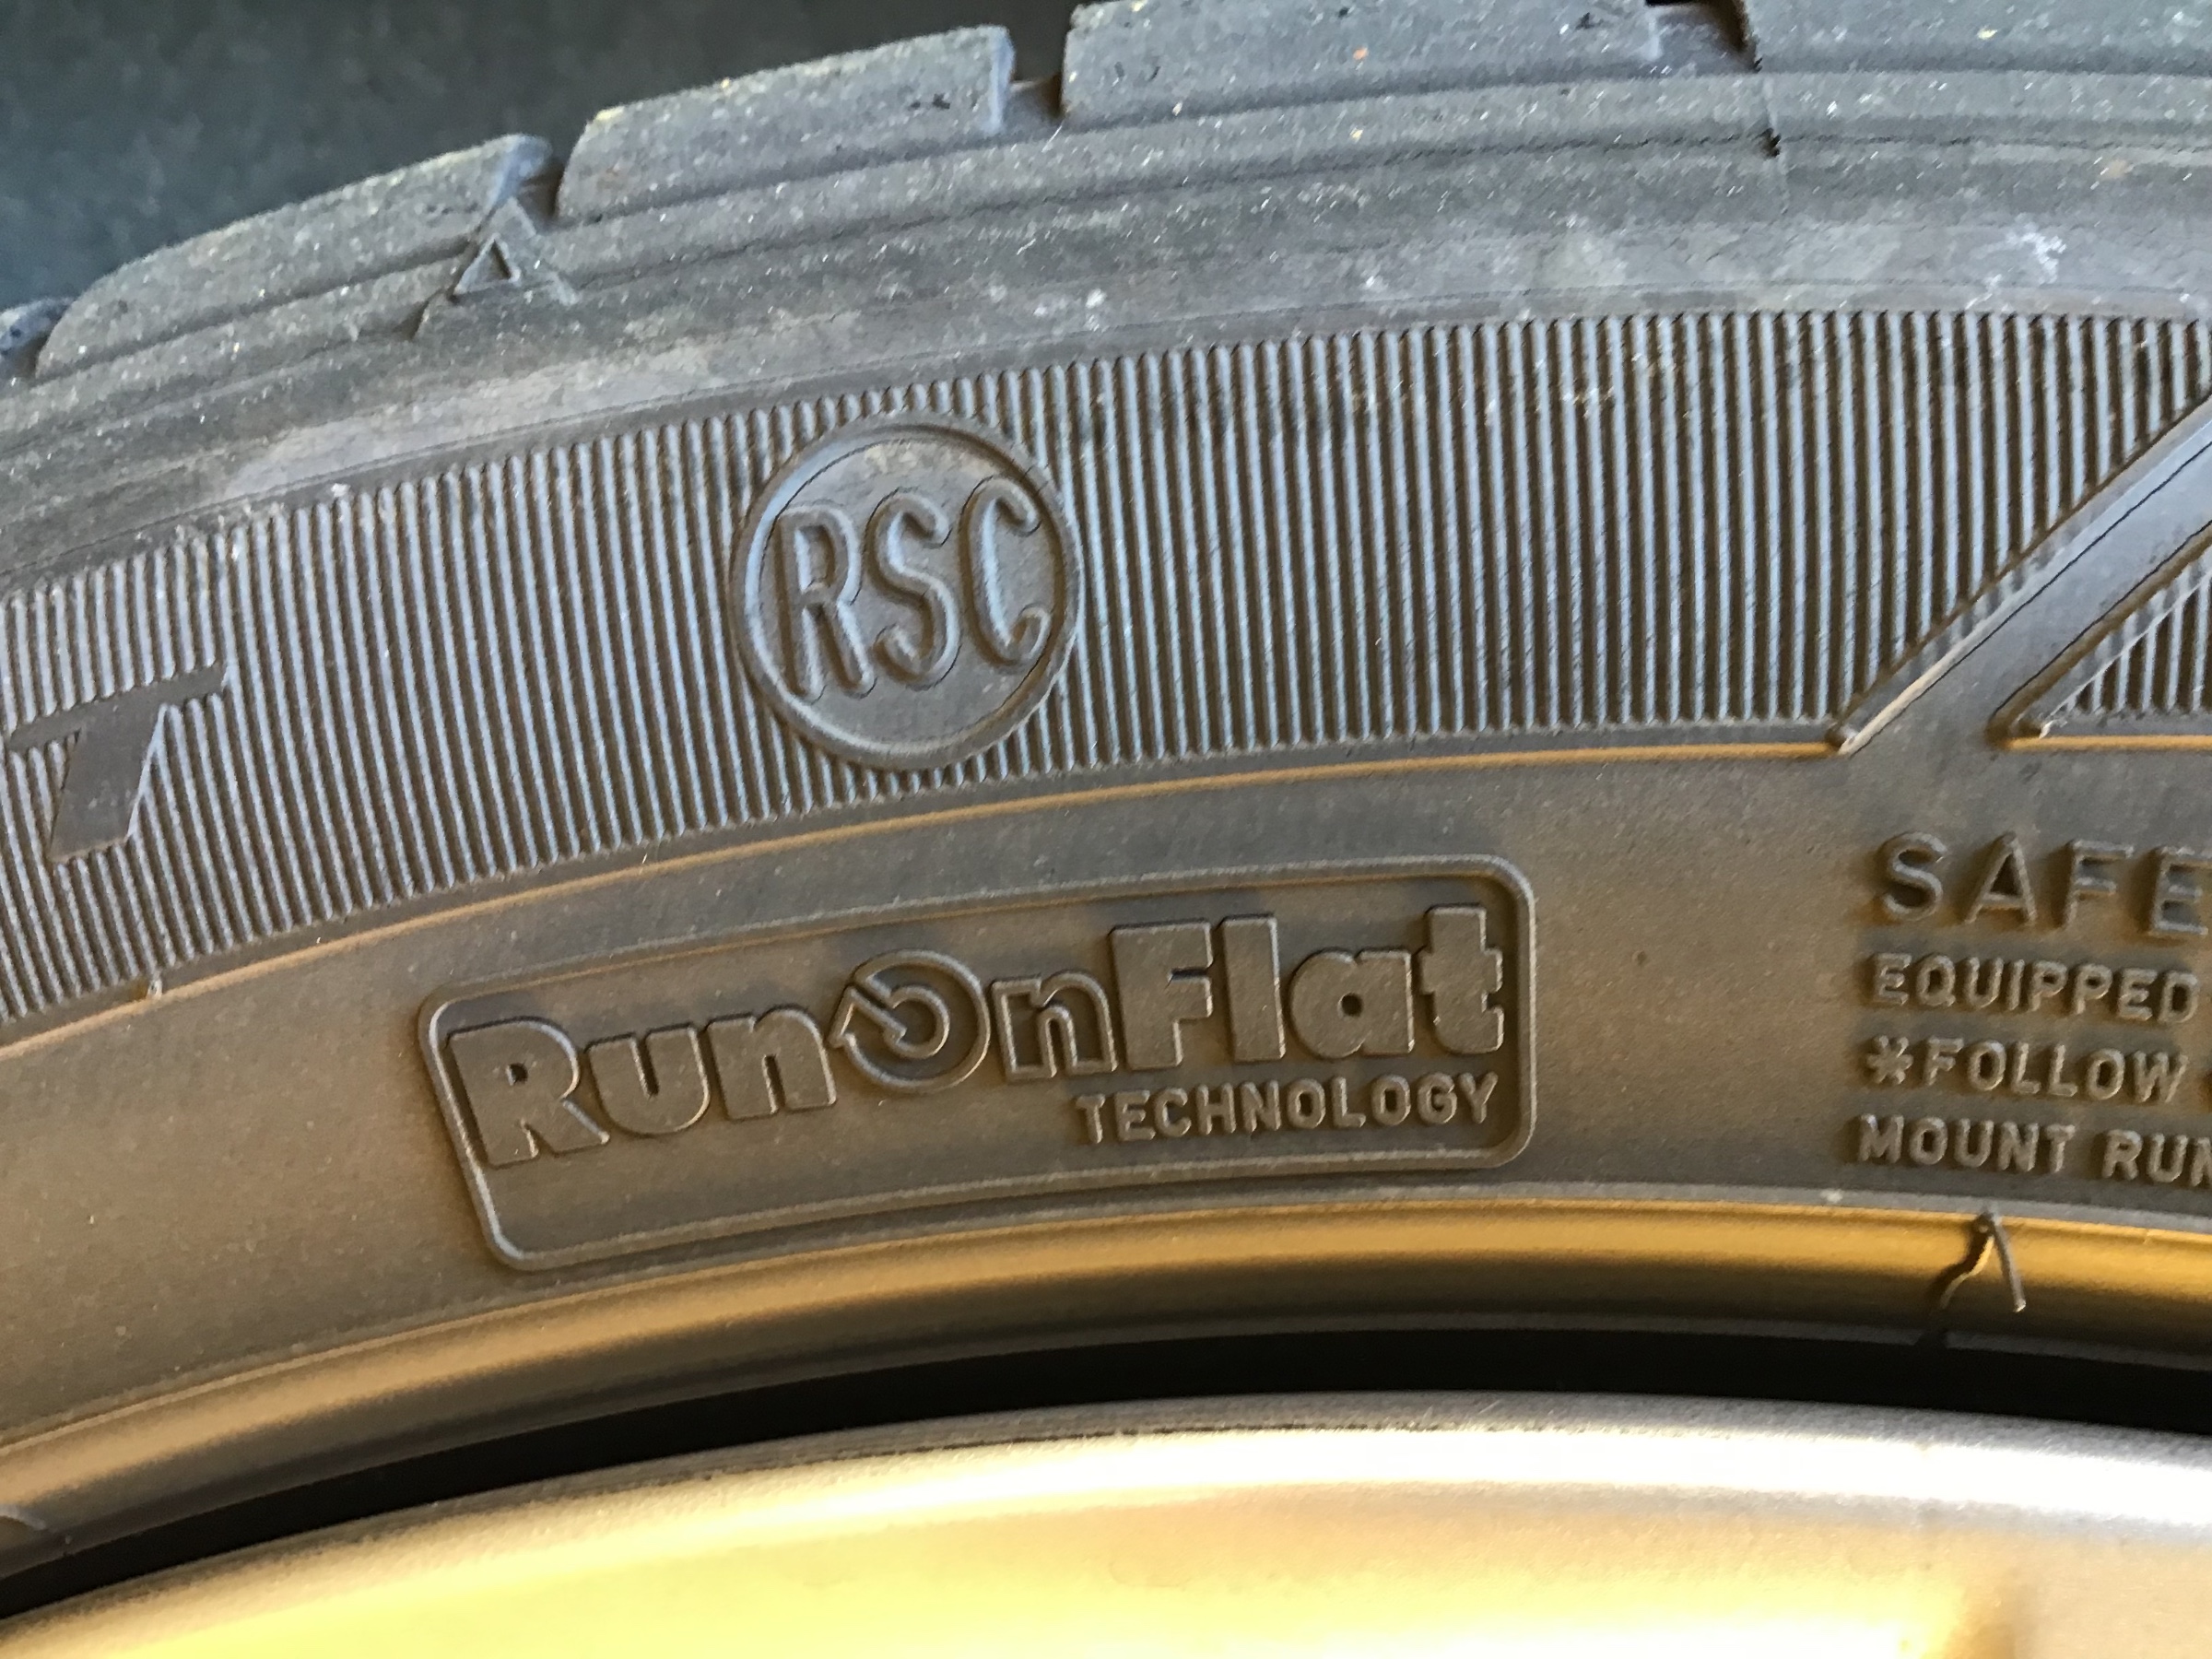 T
RSC
RunOnFlat
TECHNOLOGY
SAFE
EQUIPPED
*FOLLOW
MOUNT RUN